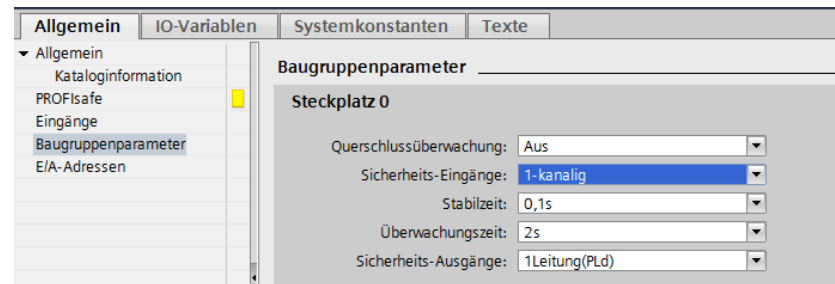 Allgemein IO-Variablen Systemkonstanten Texte
Allgemein
Kataloginformation
PROFIsafe
Eingänge
Baugruppenparameter
E/A-Adressen
Baugruppenparameter
Steckplatz 0
Querschlussüberwachung: Aus
Sicherheits-Eingänge: 1-kanalig
Stabilzeit: 0,1s
Überwachungszeit: 2s
Sicherheits-Ausgänge: 1Leitung(PLd)